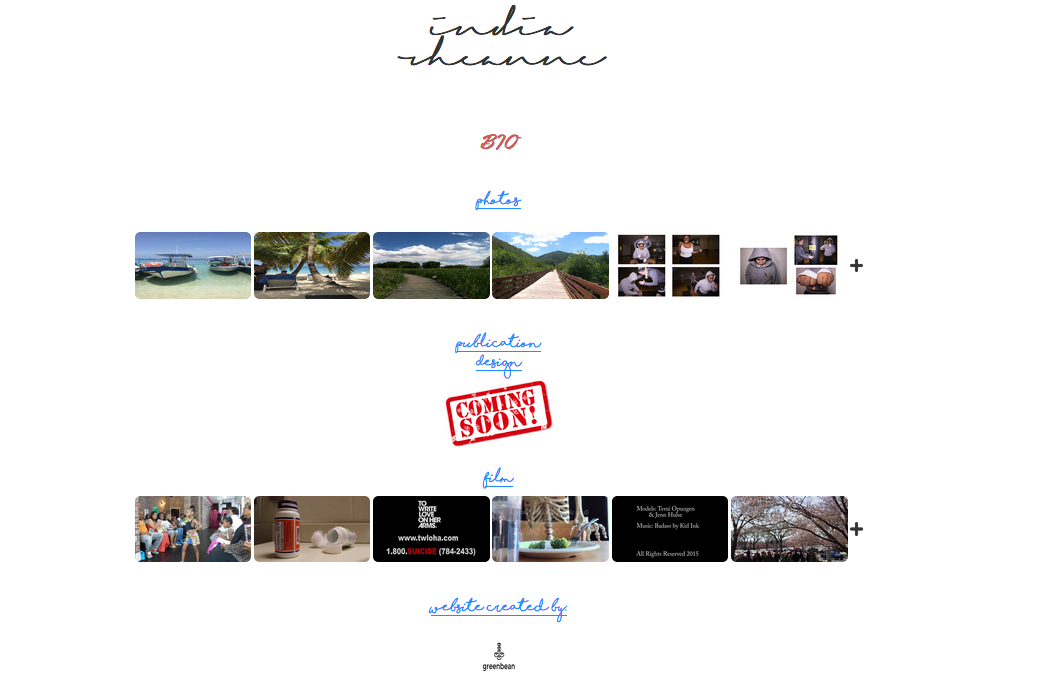 india
rheanne
BIO
photos
publication
design
COMING
SOON!
film
TO
WRITE
LOVE
ON HER
ARMS.
www.twloha.com
1.800.SUICIDE (784-2433)
Models: Temi Opuogen
& Jenn Hulse
Music: Badass by Kid Ink
All Rights Reserved 2015
website created by:
greenbean